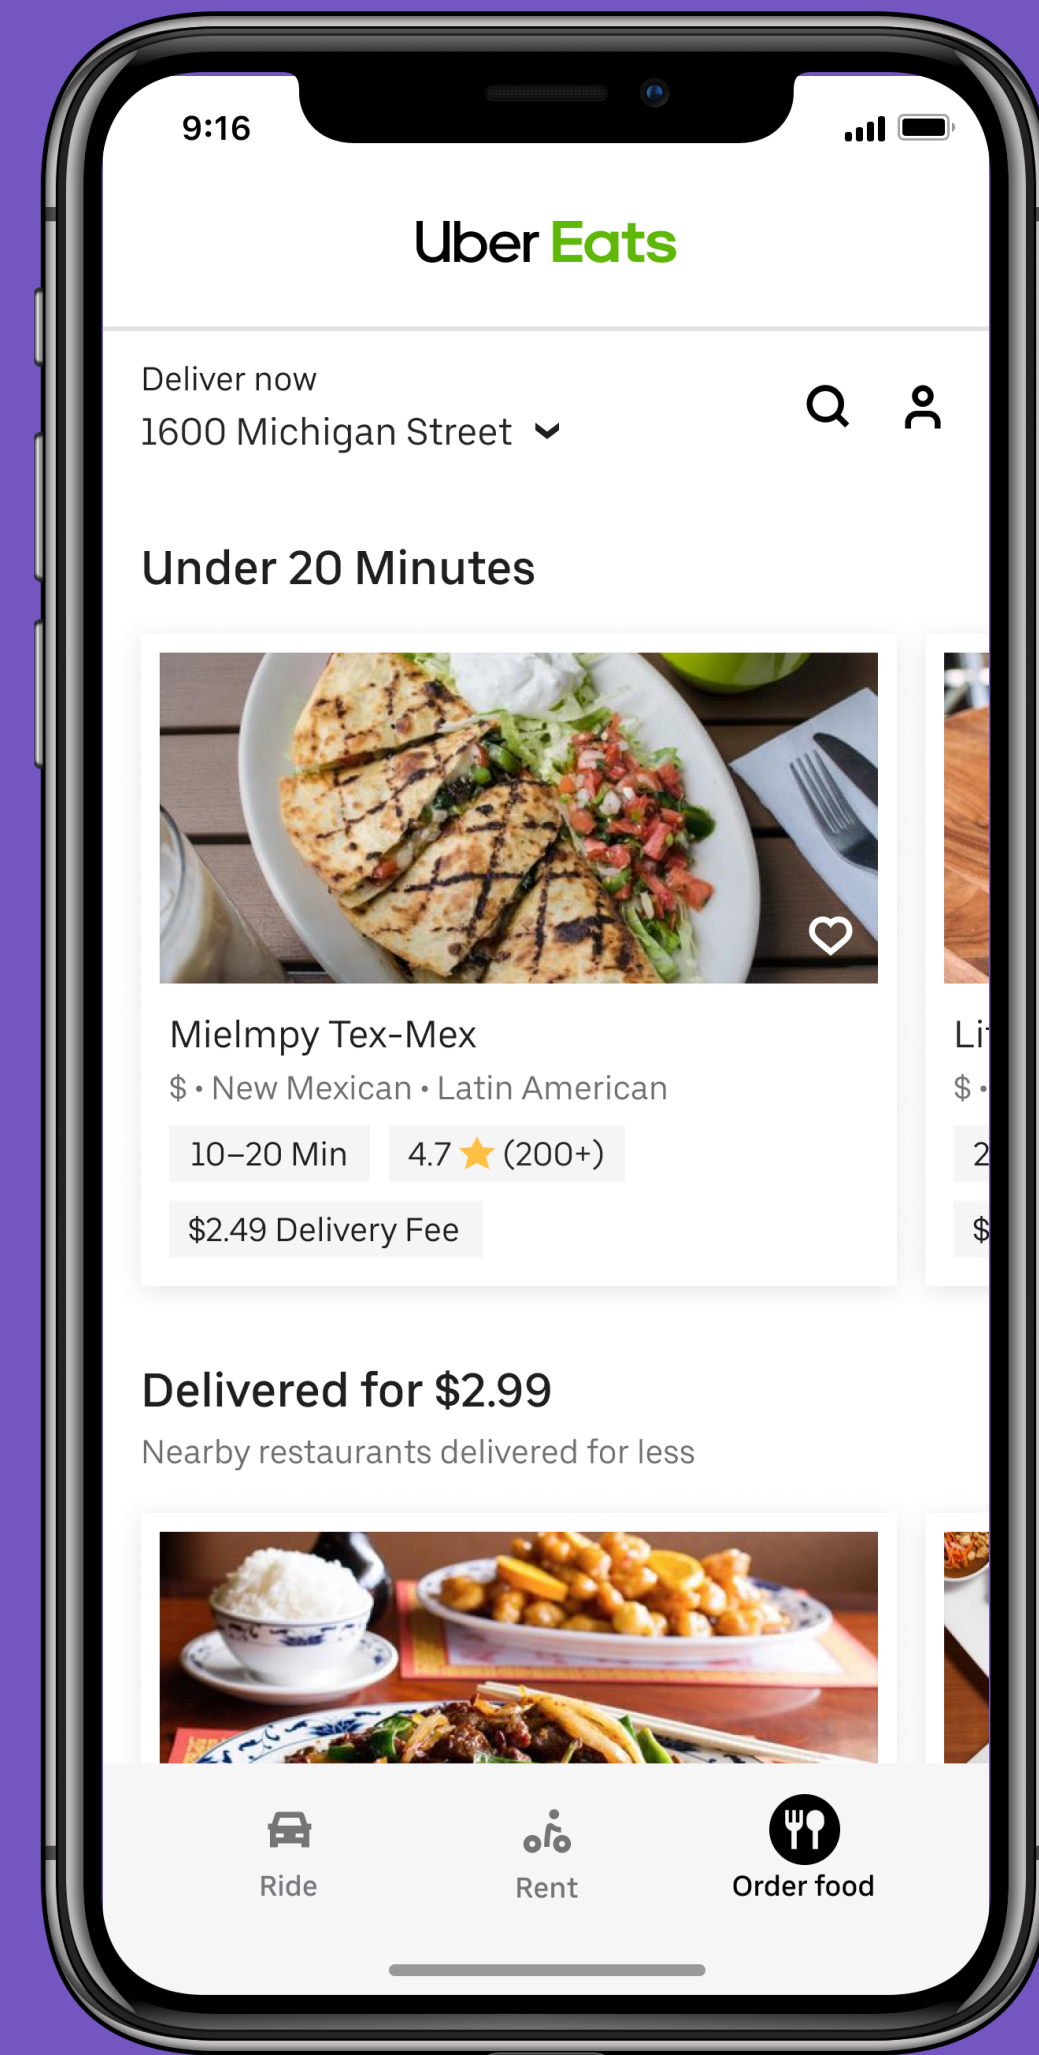 9:16
Uber Eats
Deliver now
1600 Michigan Street
Under 20 Minutes
Mielmpy Tex-Mex
$ • New Mexican • Latin American
10–20 Min
4.7 ⭐ (200+)
$2.49 Delivery Fee
$ •
2
$
Delivered for $2.99
Nearby restaurants delivered for less
Ride
Rent
Order food